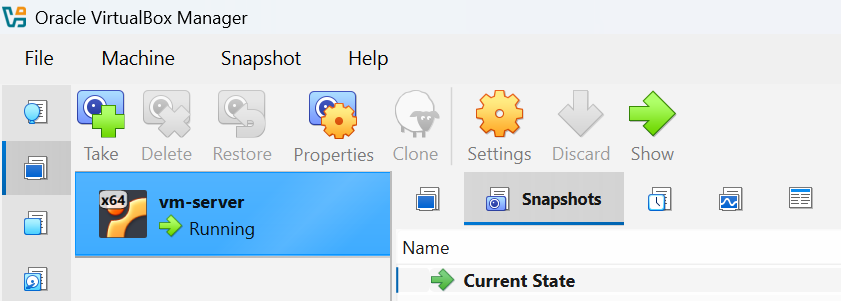 Oracle VirtualBox Manager
File Machine Snapshot Help
Take Delete Restore Properties Clone Settings Discard Show
x64 vm-server
Running
Snapshots
Name
Current State